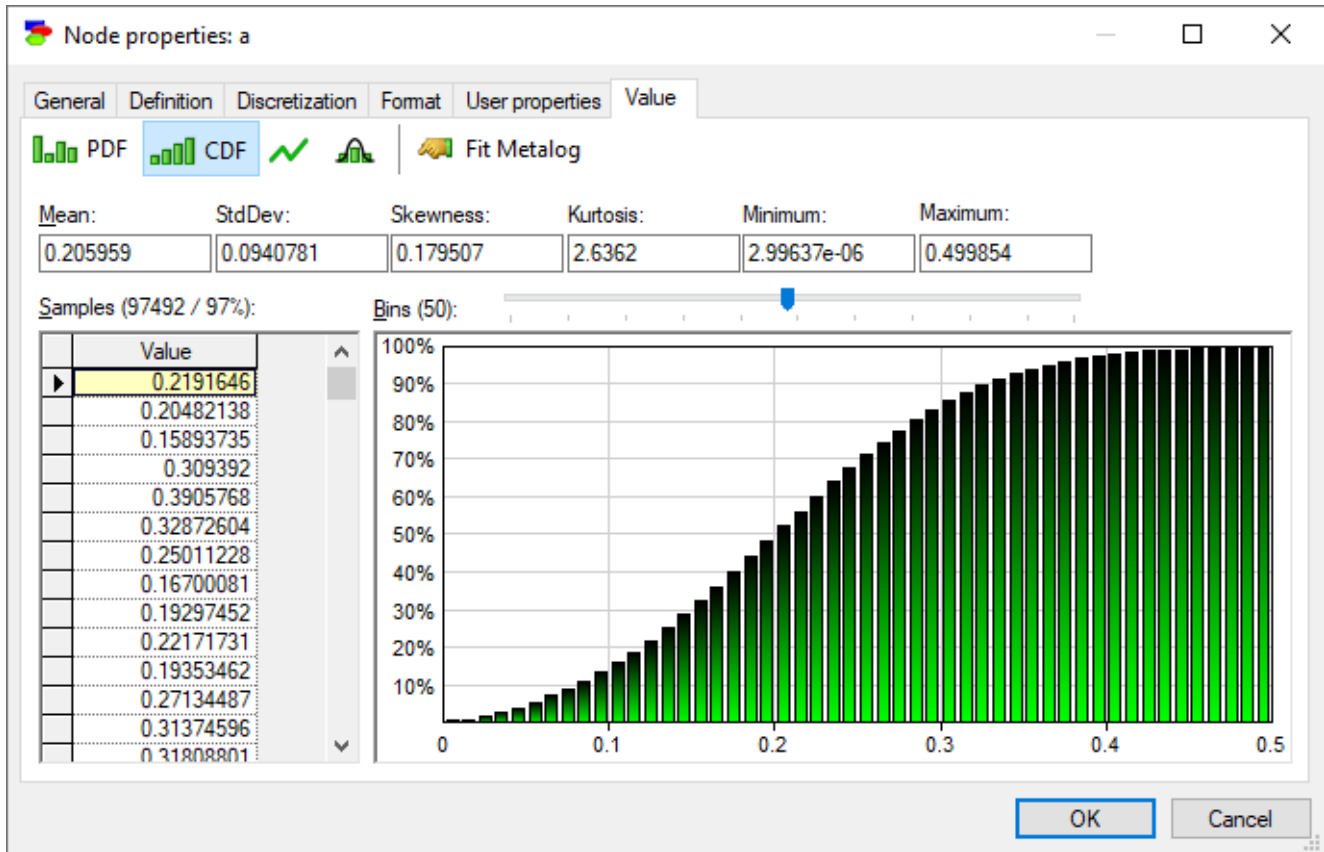 Node properties: a
General Definition Discretization Format User properties Value
PDF CDF Fit Metalog
Mean: StdDev: Skewness: Kurtosis: Minimum: Maximum:
0.205959 0.0940781 0.179507 2.6362 2.99637e-06 0.499854
Samples (97492 / 97%): Bins (50):
Value
0.2191646
0.20482138
0.15893735
0.309392
0.3905768
0.32872604
0.25011228
0.16700081
0.19297452
0.22171731
0.19353462
0.27134487
0.31374596
0.31808801
100%
90%
80%
70%
60%
50%
40%
30%
20%
10%
0 0.1 0.2 0.3 0.4 0.5
OK Cancel